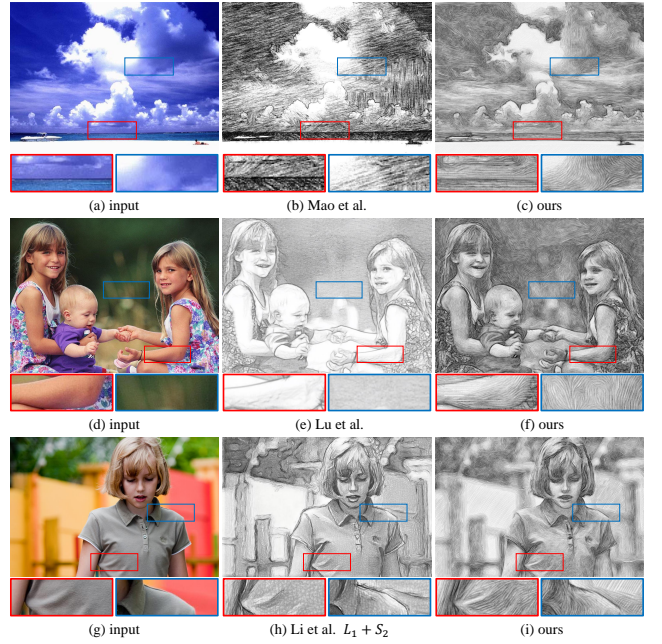 (a) input (b) Mao et al. (c) ours
(d) input (e) Lu et al. (f) ours
(g) input (h) Li et al. L₁ + S₂ (i) ours